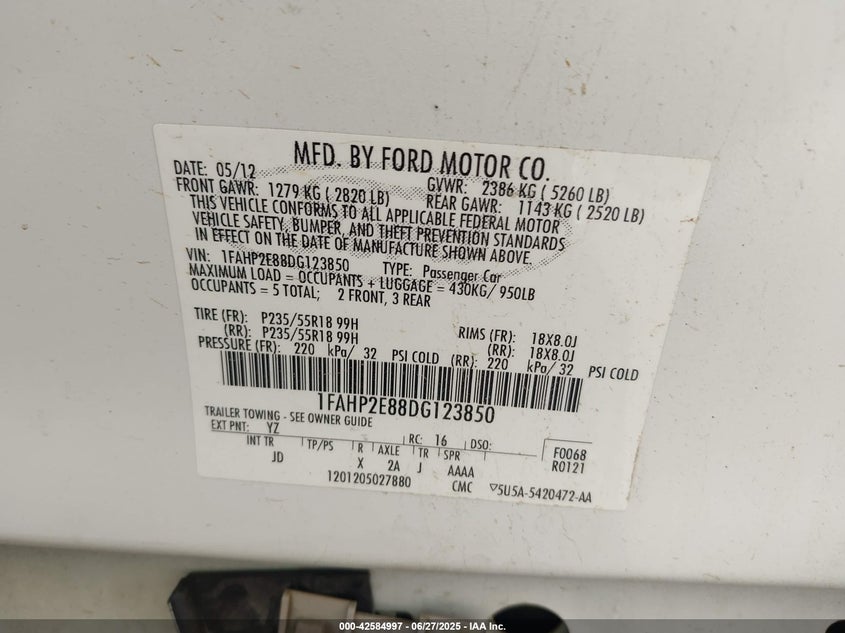 MFD. BY FORD MOTOR CO.
DATE: 05/12 GVWR: 2386 KG ( 5260 LB)
FRONT GAWR: 1279 KG ( 2820 LB) REAR GAWR: 1143 KG ( 2520 LB)
THIS VEHICLE CONFORMS TO ALL APPLICABLE FEDERAL MOTOR
VEHICLE SAFETY, BUMPER, AND THEFT PREVENTION STANDARDS
IN EFFECT ON THE DATE OF MANUFACTURE SHOWN ABOVE.
VIN: 1FAHP2E88DG123850 TYPE: Passenger Car
MAXIMUM LOAD = OCCUPANTS + LUGGAGE = 430KG/ 950LB
OCCUPANTS = 5 TOTAL; 2 FRONT, 3 REAR
TIRE (FR): P235/55R18 99H RIMS (FR): 18X8.0J
(RR): P235/55R18 99H (RR): 18X8.0J
PRESSURE (FR): 220 kPa/ 32 PSI COLD (RR): 220 kPa/ 32 PSI COLD
1FAHP2E88DG123850
TRAILER TOWING - SEE OWNER GUIDE
EXT PNT: YZ RC: 16 DSO: F0068
INT TR TP/PS R AXLE TR SPR R0121
JD X 2A J AAAA
1201205027880 CMC ▽5U5A-5420472-AA
000-42584997 - 06/27/2025 - IAA Inc.